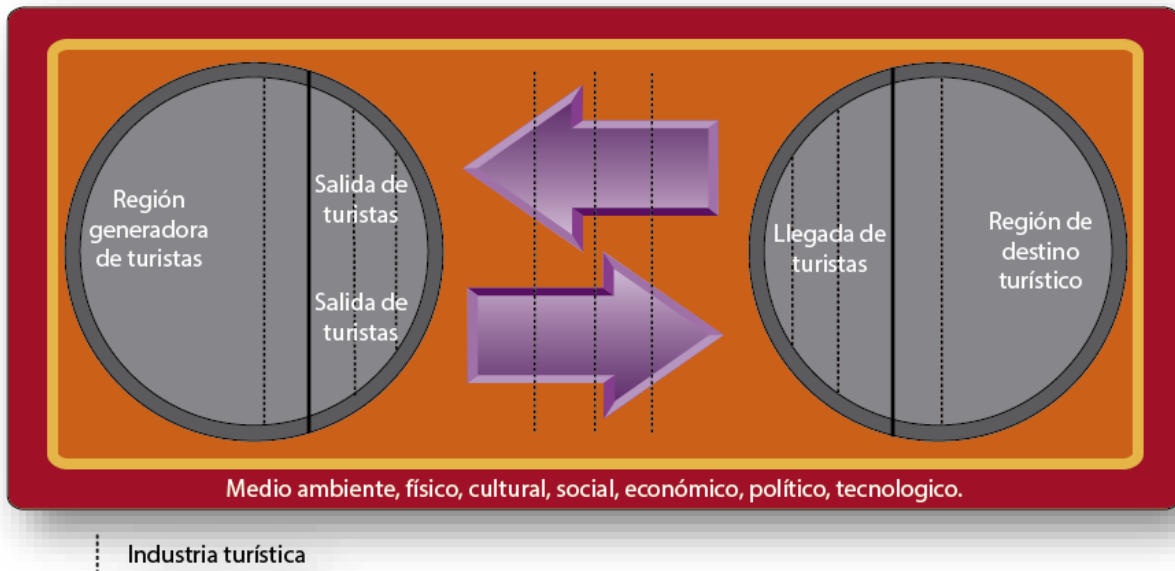 Región
generadora
de turistas
Salida de
turistas
Salida de
turistas
Llegada de
turistas
Región de
destino
turístico
Medio ambiente, físico, cultural, social, económico, político, tecnologico.
Industria turística